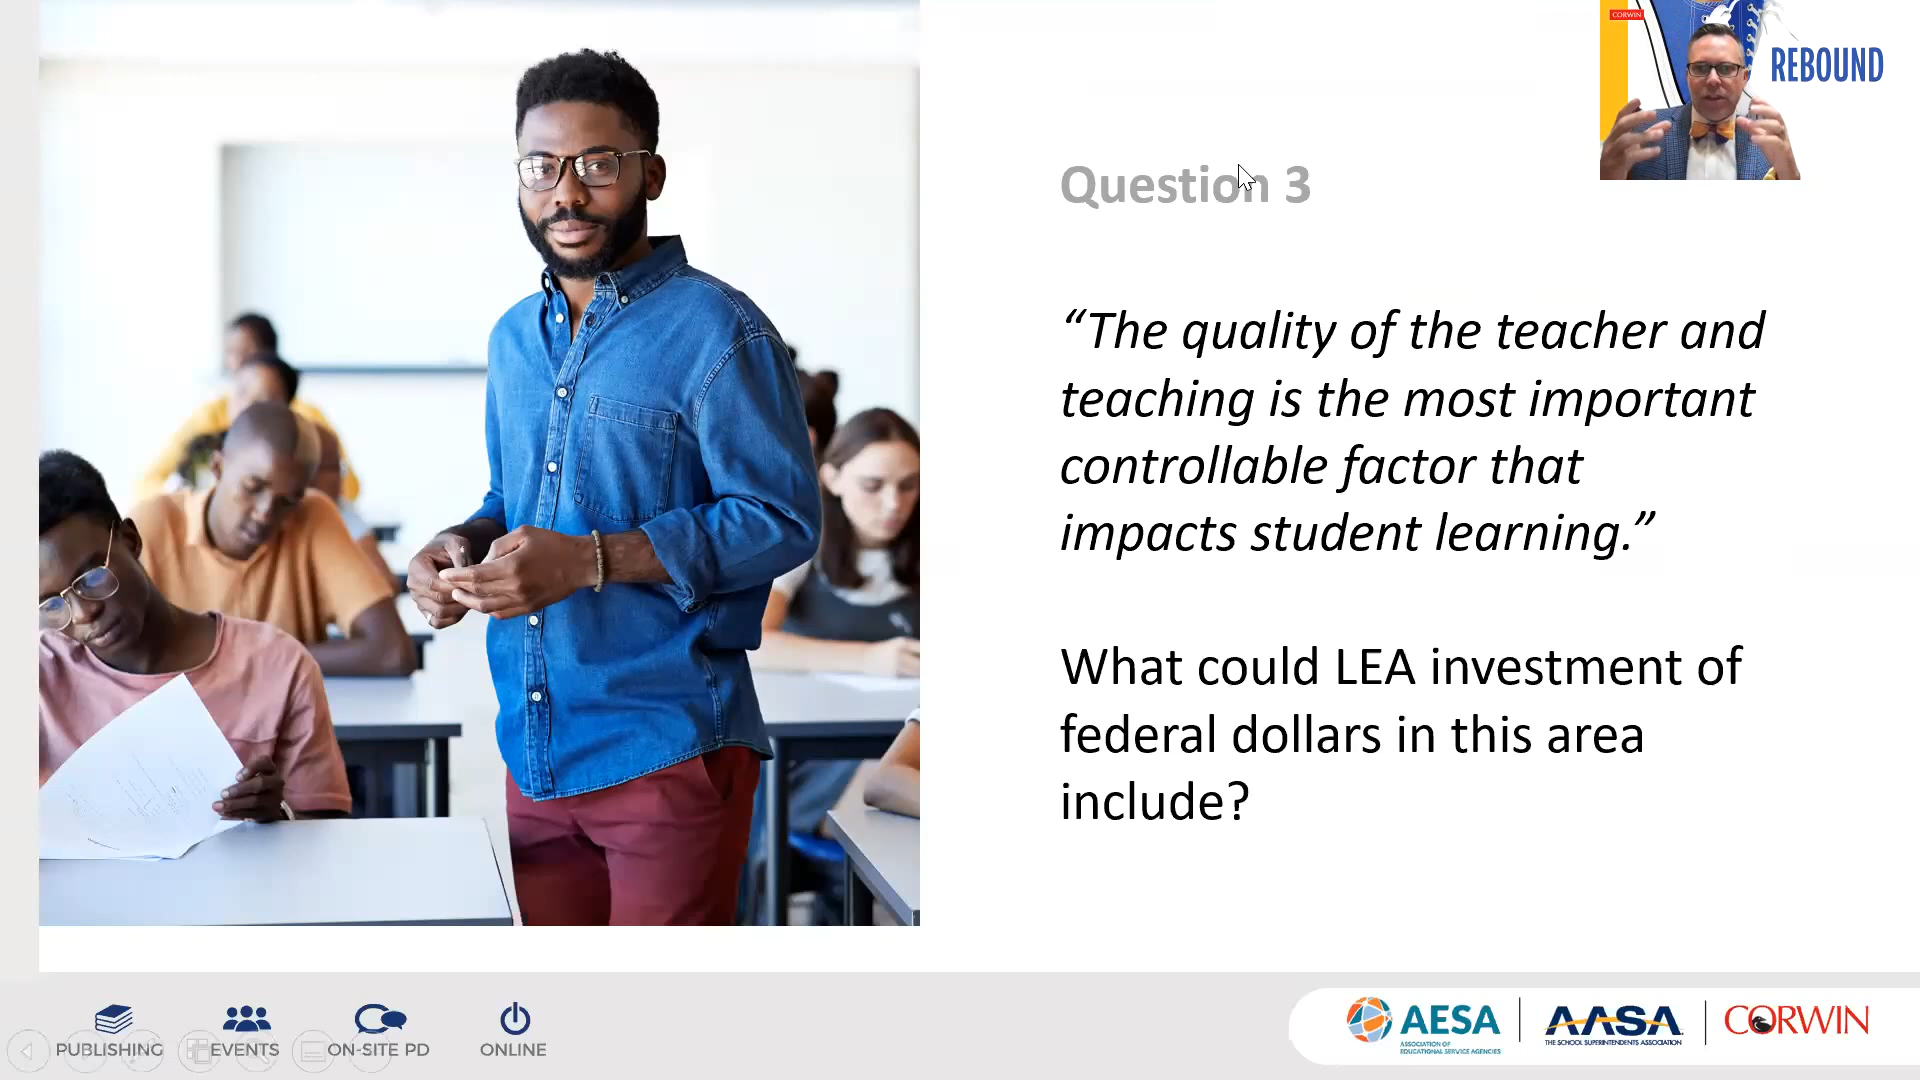 CORWIN
REBOUND
Question 3
“The quality of the teacher and
teaching is the most important
controllable factor that
impacts student learning.”
What could LEA investment of
federal dollars in this area
include?
PUBLISHING
EVENTS
ON-SITE PD
ONLINE
AESA
ASSOCIATION OF
EDUCATIONAL SERVICE AGENCIES
AASA
THE SCHOOL SUPERINTENDENTS ASSOCIATION
CORWIN